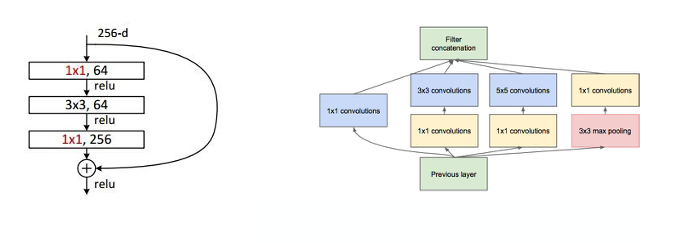 256-d
1x1, 64
relu
3x3, 64
relu
1x1, 256
+
relu
Filter
concatenation
1x1 convolutions
3x3 convolutions
5x5 convolutions
1x1 convolutions
1x1 convolutions
1x1 convolutions
3x3 max pooling
Previous layer